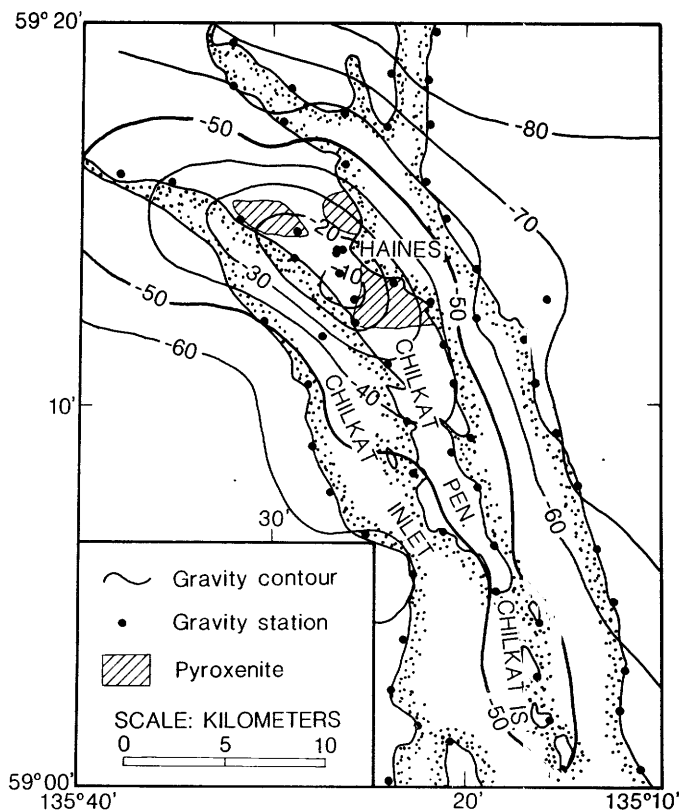 59° 20'
-80
-50
-70
-20
HAINES
-10
-30
-50
-50
-60
CHILKAT
CHILKAT
-40
10'
PEN
INLET
-60
30'
Gravity contour
Gravity station
Pyroxenite
SCALE: KILOMETERS
0 5 10
CHILKAT IS
-50
59° 00'
135° 40'
20'
135° 10'